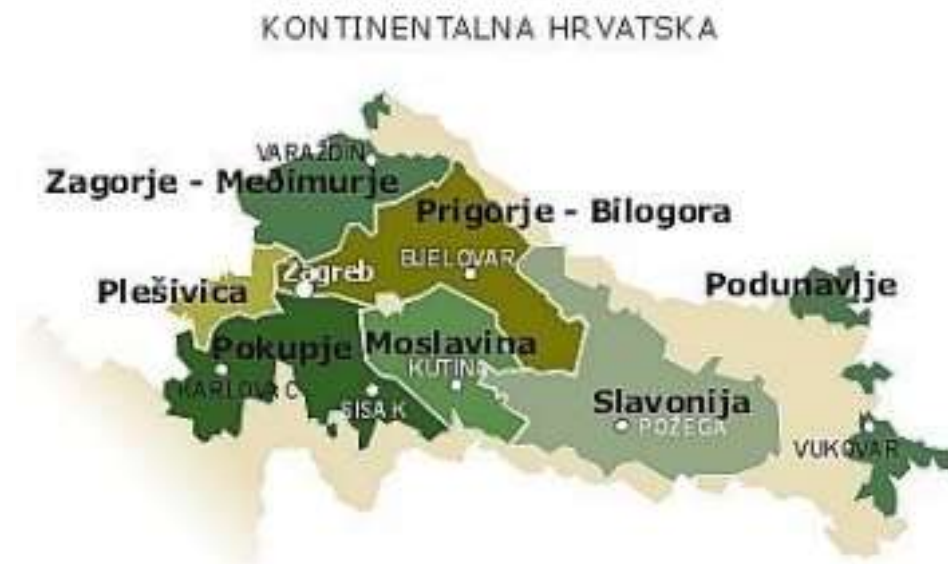 KONTINENTALNA HRVATSKA
VARAŽDIN
Zagorje - Međimurje
Prigorje - Bilogora
Zagreb
BJELOVAR
Plešivica
Podunavlje
Pokupje
Moslavina
KUTINA
KARLOVAC
SISAK
Slavonija
POŽEGA
VUKOVAR